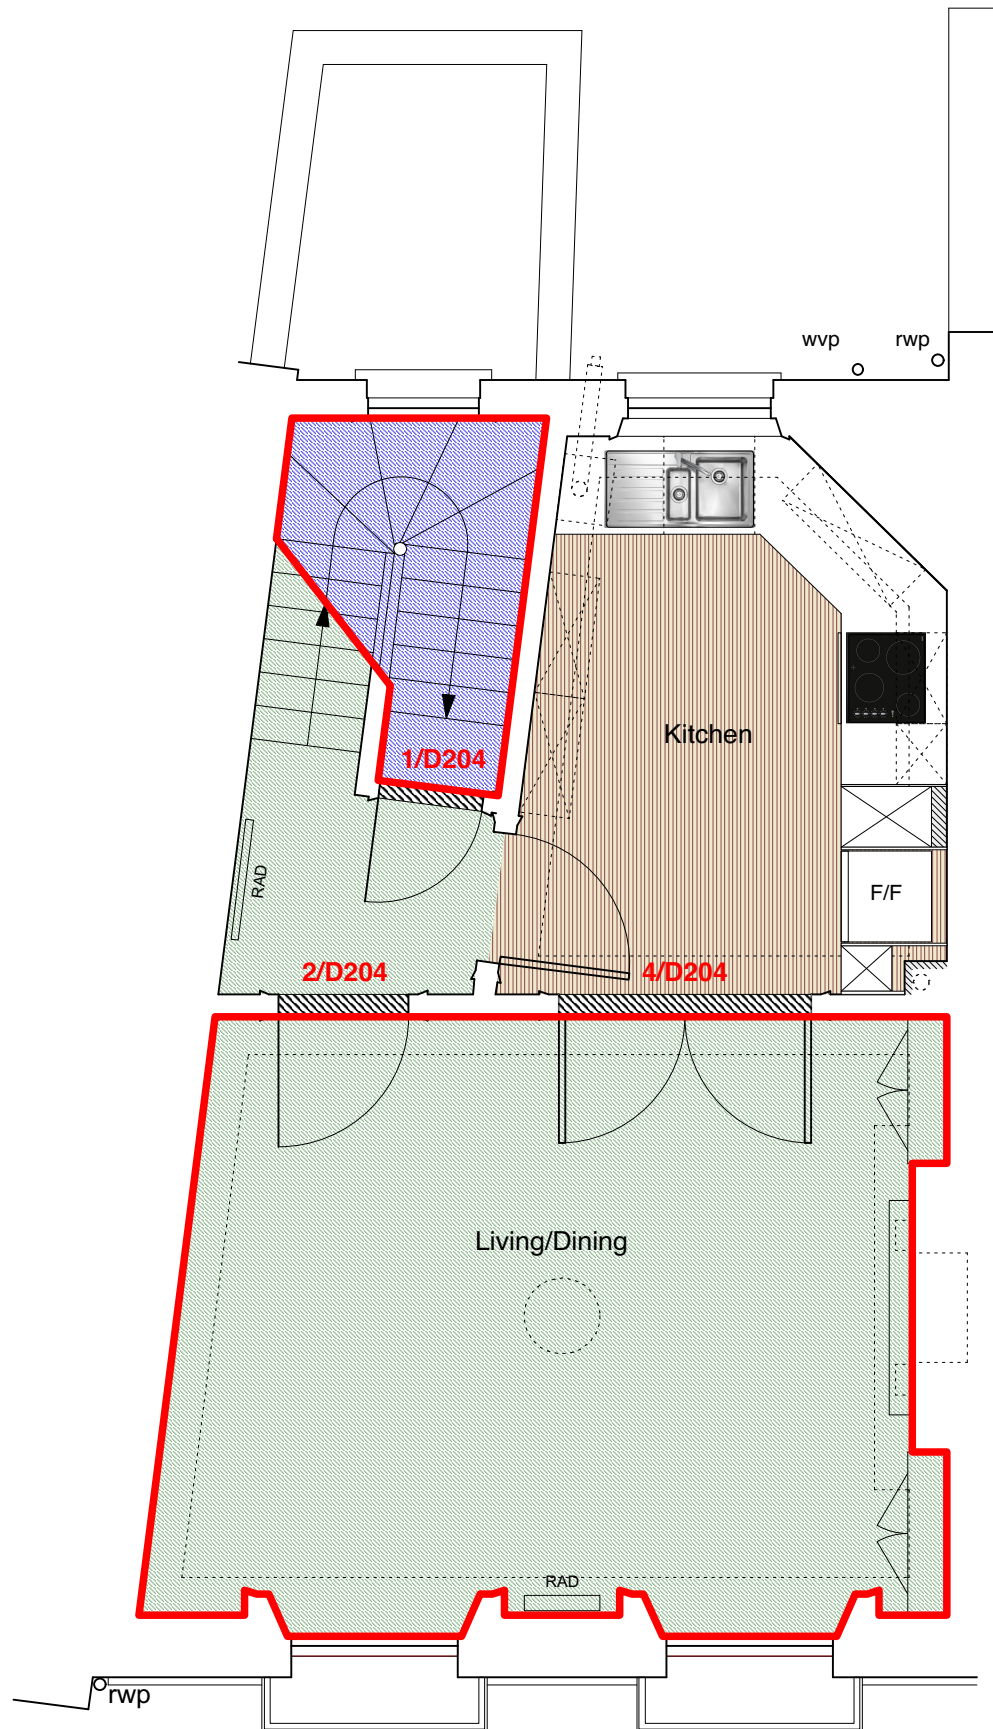 wvp
rwp
Kitchen
1/D204
RAD
F/F
2/D204
4/D204
Living/Dining
RAD
rwp